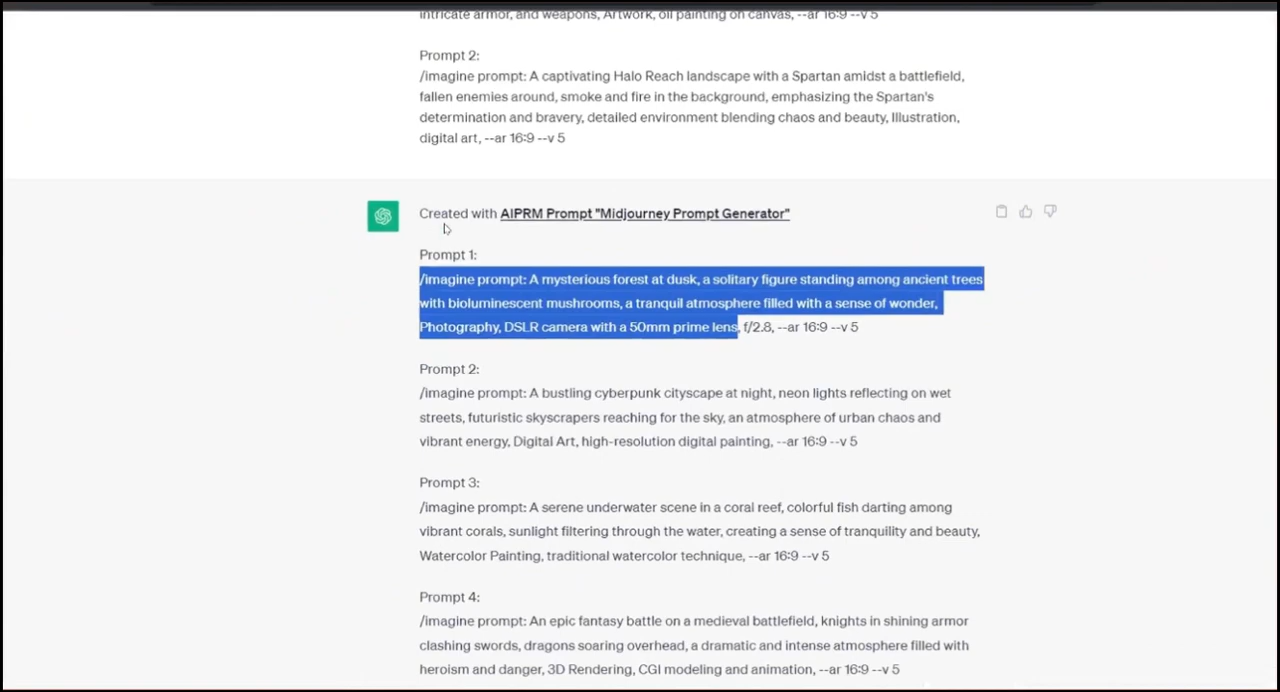 intricate armor, and weapons, Artwork, oil painting on canvas, --ar 16:9 --v 5
Prompt 2:
/imagine prompt: A captivating Halo Reach landscape with a Spartan amidst a battlefield,
fallen enemies around, smoke and fire in the background, emphasizing the Spartan's
determination and bravery, detailed environment blending chaos and beauty, Illustration,
digital art, --ar 16:9 --v 5
Created with AIPRM Prompt "Midjourney Prompt Generator"
Prompt 1:
/imagine prompt: A mysterious forest at dusk, a solitary figure standing among ancient trees
with bioluminescent mushrooms, a tranquil atmosphere filled with a sense of wonder,
Photography, DSLR camera with a 50mm prime lens, f/2.8, --ar 16:9 --v 5
Prompt 2:
/imagine prompt: A bustling cyberpunk cityscape at night, neon lights reflecting on wet
streets, futuristic skyscrapers reaching for the sky, an atmosphere of urban chaos and
vibrant energy, Digital Art, high-resolution digital painting, --ar 16:9 --v 5
Prompt 3:
/imagine prompt: A serene underwater scene in a coral reef, colorful fish darting among
vibrant corals, sunlight filtering through the water, creating a sense of tranquility and beauty,
Watercolor Painting, traditional watercolor technique, --ar 16:9 --v 5
Prompt 4:
/imagine prompt: An epic fantasy battle on a medieval battlefield, knights in shining armor
clashing swords, dragons soaring overhead, a dramatic and intense atmosphere filled with
heroism and danger, 3D Rendering, CGI modeling and animation, --ar 16:9 --v 5